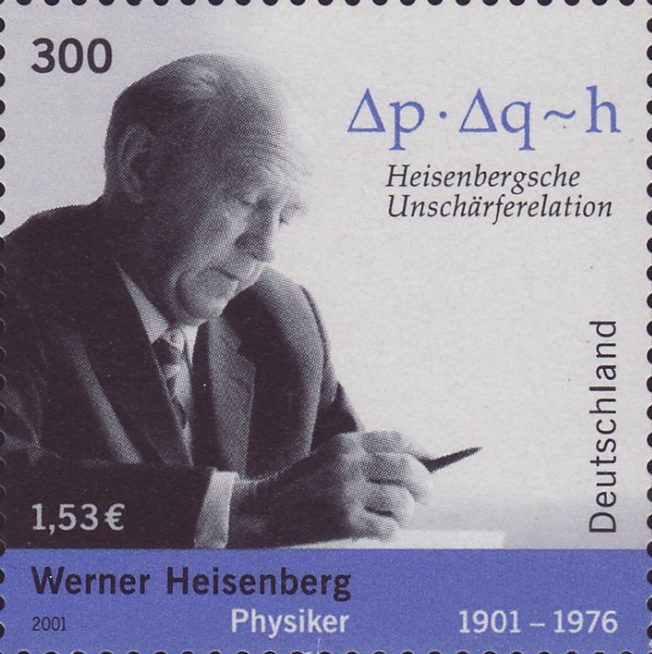 300
Δp · Δq ~ h
Heisenbergsche
Unschärferelation
Deutschland
1,53 €
Werner Heisenberg
2001
Physiker
1901 – 1976